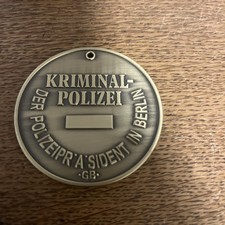 KRIMINAL-
POLIZEI
DER POLIZEIPRÄSIDENT IN BERLIN
·GB·